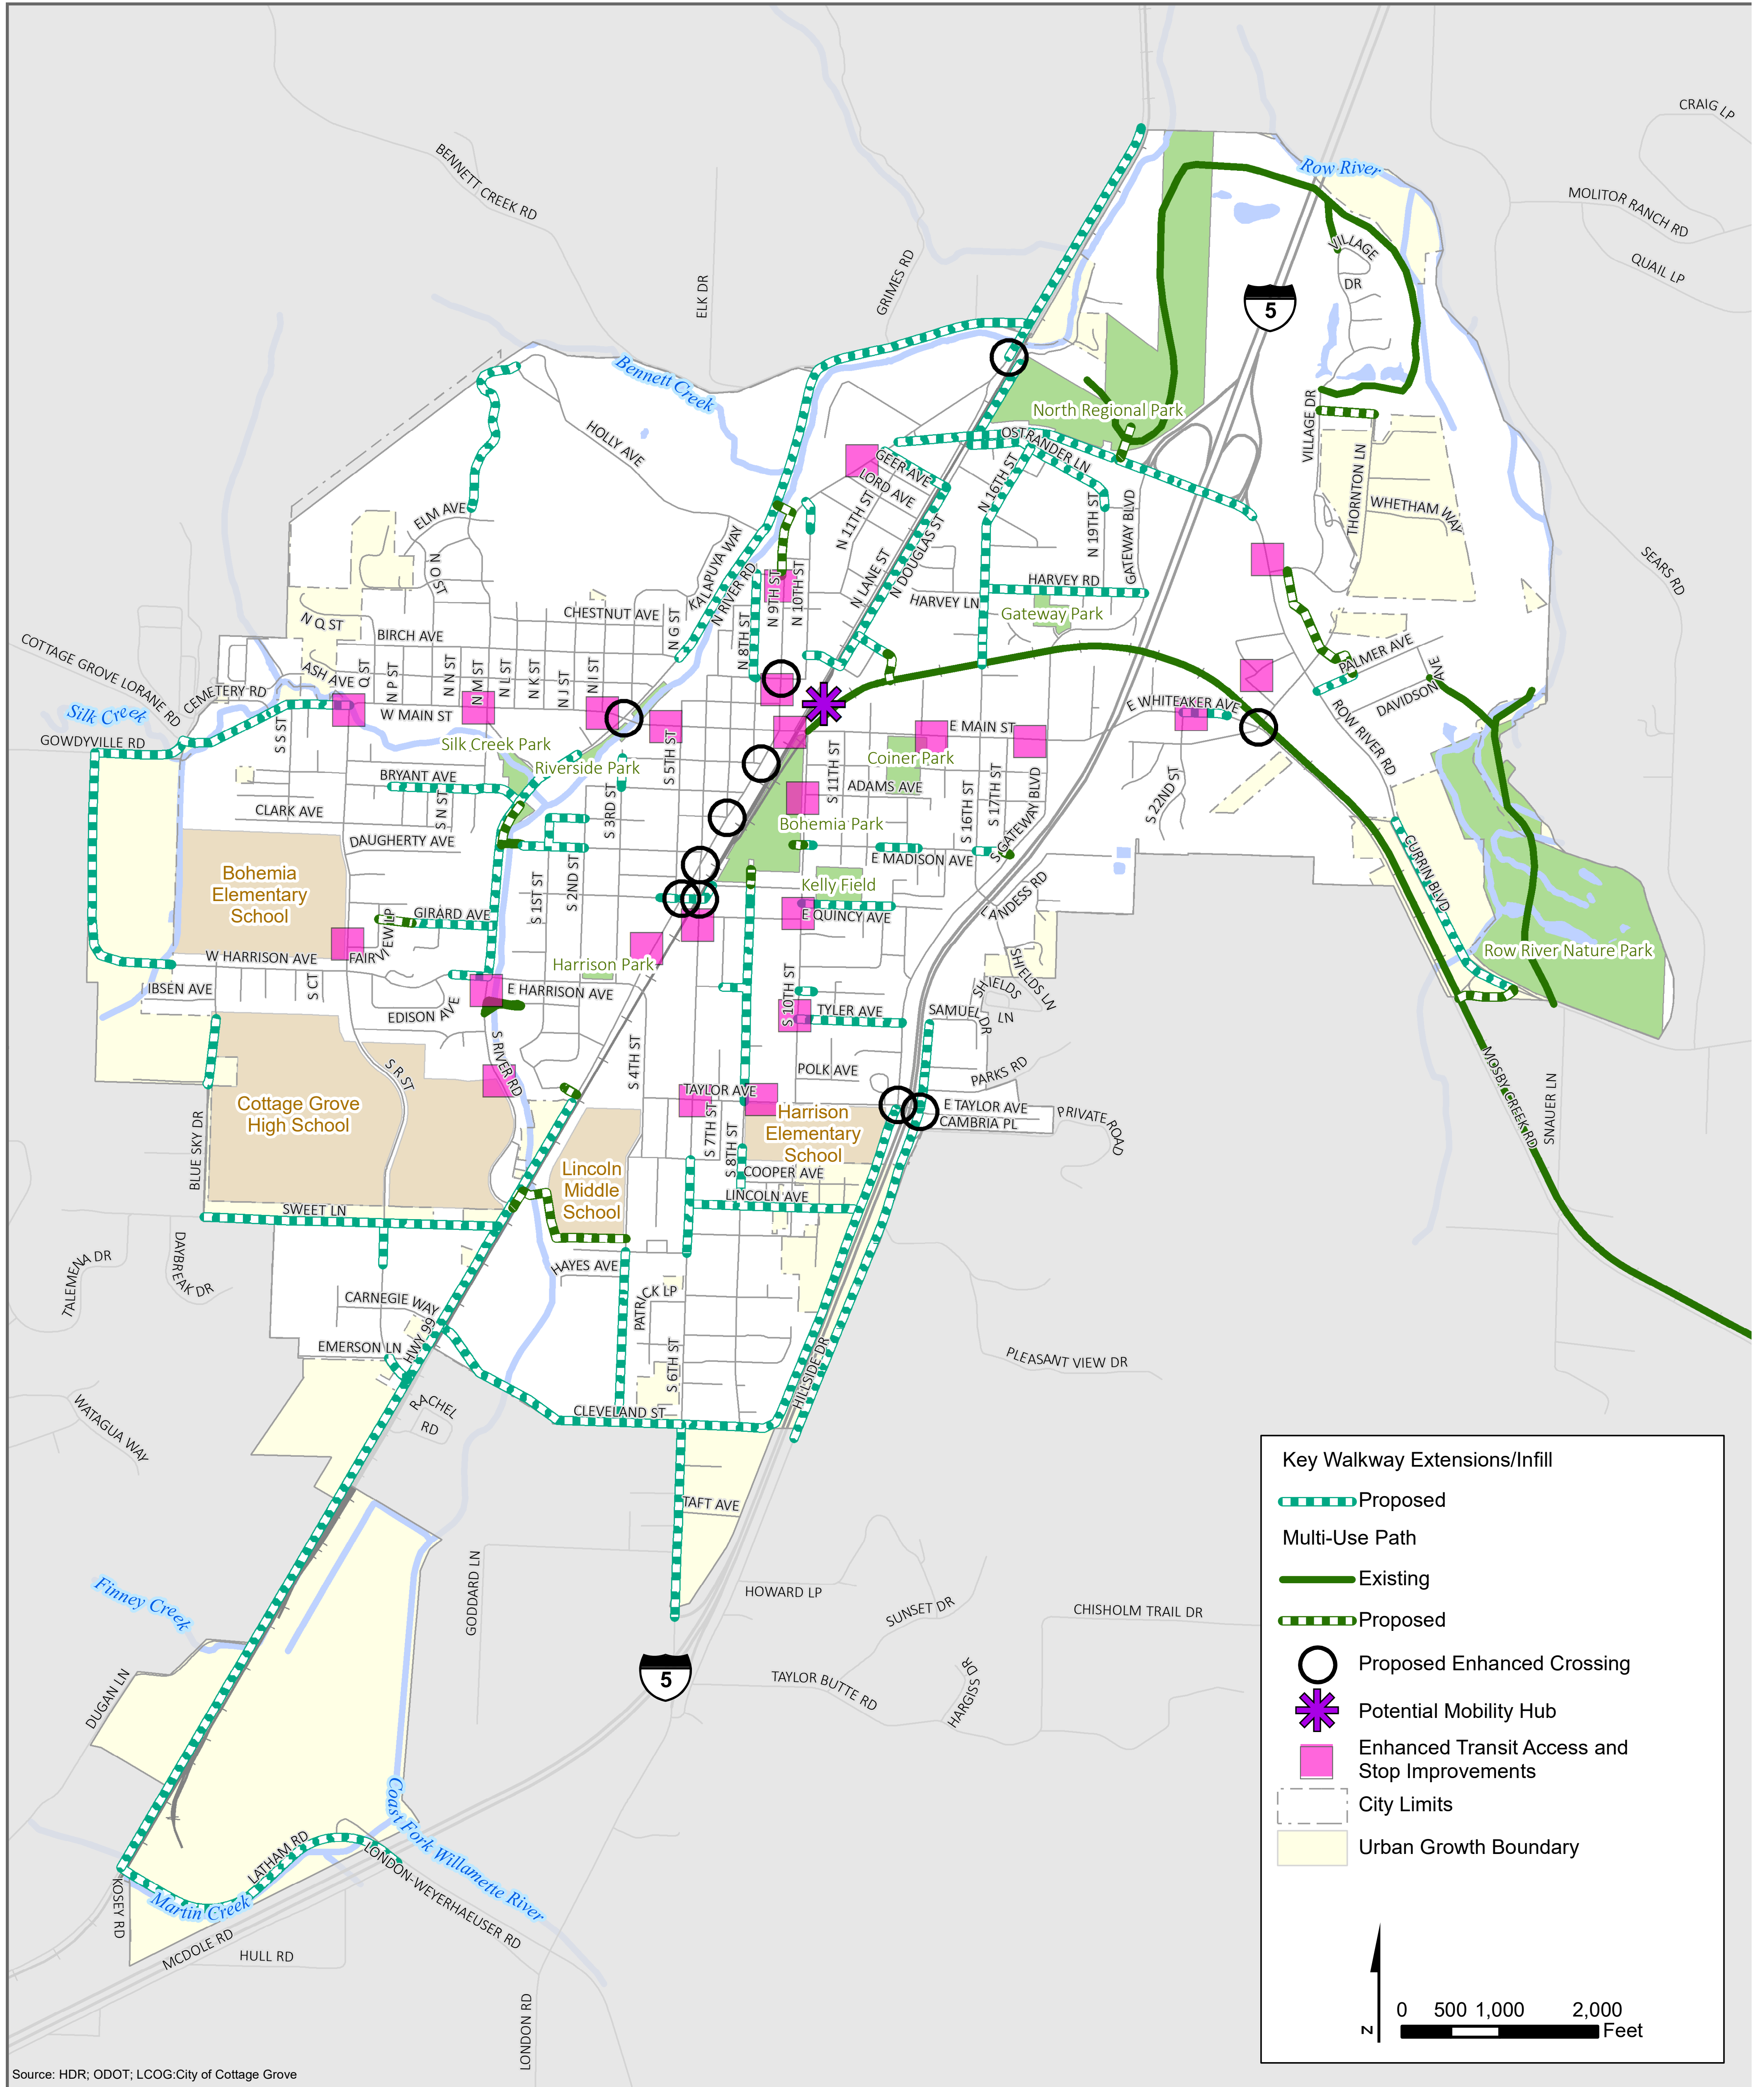 CRAIG LP
Row River
MOLITOR RANCH RD
BENNETT CREEK RD
QUAIL LP
VILLAGE
DR
ELK DR
GRIMES RD
5
Bennett Creek
North Regional Park
VILLAGE DR
HOLLY AVE
OSTRANDER LN
GEER AVE
LORD AVE
N 16TH ST
N 11TH ST
THORNTON LN
WHETHAM WAY
ELM AVE
N O ST
N 19TH ST
GATEWAY BLVD
N DOUGLAS ST
N LANE ST
KALAPUYA WAY
N RIVER RD
SEARS RD
HARVEY RD
HARVEY LN
Gateway Park
N 8TH ST
N 9TH ST
N 10TH ST
CHESTNUT AVE
N G ST
N Q ST
BIRCH AVE
COTTAGE GROVE LORANE RD
ASH AVE
Q ST
N P ST
N N ST
N M ST
N L ST
N K ST
N J ST
N I ST
PALMER AVE
DAVIDSON AVE
CEMETERY RD
Silk Creek
W MAIN ST
S S ST
E WHITEAKER AVE
ROW RIVER RD
GOWDYVILLE RD
Silk Creek Park
Riverside Park
S 5TH ST
E MAIN ST
Coiner Park
S 11TH ST
BRYANT AVE
ADAMS AVE
S 16TH ST
S 17TH ST
S GATEWAY BLVD
S 22ND ST
CLARK AVE
S N ST
S 3RD ST
Bohemia Park
DAUGHERTY AVE
E MADISON AVE
CURRIN BLVD
Bohemia
Elementary
School
S 1ST ST
S 2ND ST
Kelly Field
LANDESS RD
GIRARD AVE
E QUINCY AVE
VIEW LP
FAIR
W HARRISON AVE
Harrison Park
SHIELDS LN
SHIELDS
LN
Row River Nature Park
IBSEN AVE
S CT
E HARRISON AVE
EDISON AVE
S 10TH ST
TYLER AVE
SAMUEL DR
S RIVER RD
S 4TH ST
POLK AVE
PARKS RD
S R ST
MOSBY CREEK RD
SNAUER LN
TAYLOR AVE
E TAYLOR AVE
CAMBRIA PL
PRIVATE ROAD
Cottage Grove
High School
Harrison
Elementary
School
BLUE SKY DR
S 7TH ST
S 8TH ST
COOPER AVE
Lincoln
Middle
School
LINCOLN AVE
SWEET LN
TALEMENA DR
DAYBREAK DR
HAYES AVE
PATRICK LP
CARNEGIE WAY
HWY 99
EMERSON LN
S 6TH ST
HILLSIDE DR
PLEASANT VIEW DR
RACHEL
RD
CLEVELAND ST
WATAGUA WAY
TAFT AVE
Finney Creek
GODDARD LN
HOWARD LP
SUNSET DR
CHISHOLM TRAIL DR
5
TAYLOR BUTTE RD
HARGISS DR
DUGAN LN
Coast Fork Willamette River
LATHAM RD
LONDON-WEYERHAEUSER RD
KOSEY RD
Martin Creek
MCDOLE RD
HULL RD
LONDON RD
Key Walkway Extensions/Infill
Proposed
Multi-Use Path
Existing
Proposed
Proposed Enhanced Crossing
Potential Mobility Hub
Enhanced Transit Access and
Stop Improvements
City Limits
Urban Growth Boundary
Z
0 500 1,000 2,000
Feet
Source: HDR; ODOT; LCOG:City of Cottage Grove